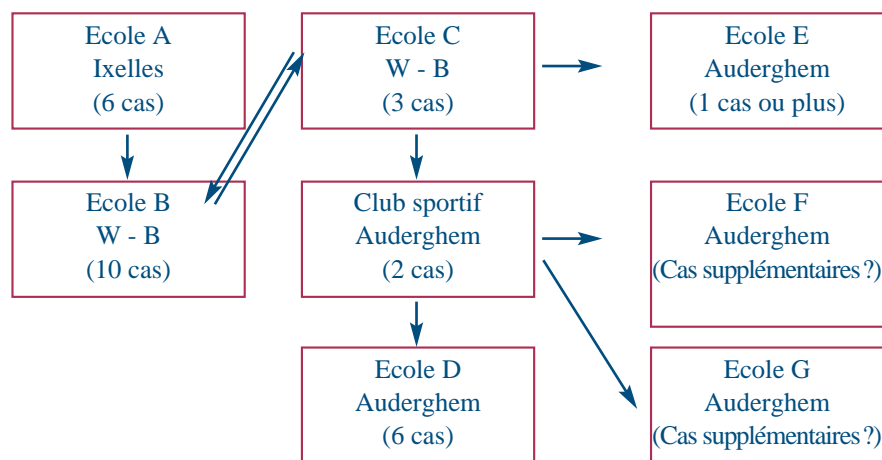 Ecole A
Ixelles
(6 cas)
Ecole C
W - B
(3 cas)
Ecole E
Auderghem
(1 cas ou plus)
Ecole B
W - B
(10 cas)
Club sportif
Auderghem
(2 cas)
Ecole F
Auderghem
(Cas supplémentaires ?)
Ecole D
Auderghem
(6 cas)
Ecole G
Auderghem
(Cas supplémentaires ?)